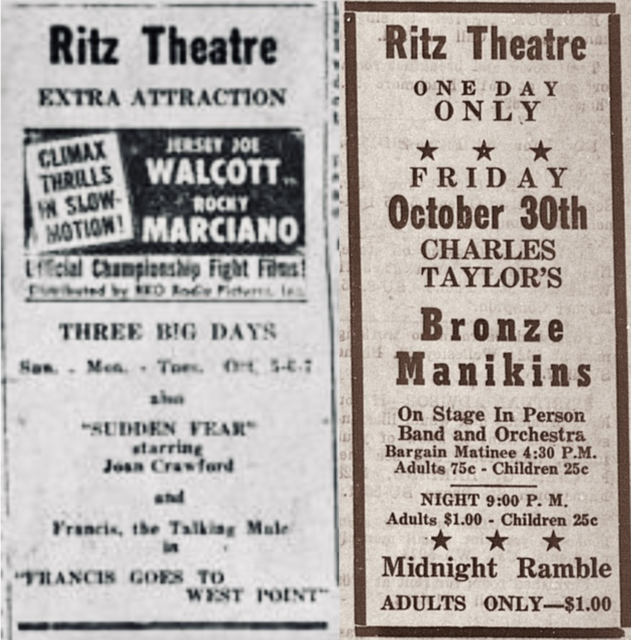 Ritz Theatre
EXTRA ATTRACTION
CLIMAX
THRILLS
IN SLOW-
MOTION!
JERSEY JOE
WALCOTT vs.
ROCKY
MARCIANO
Official Championship Fight Films!
Distributed by RKO Radio Pictures, Inc.
THREE BIG DAYS
Sun. - Mon. - Tues. Oct. 5-6-7
also
"SUDDEN FEAR"
starring
Joan Crawford
and
Francis, the Talking Mule
in
"FRANCIS GOES TO
WEST POINT"
Ritz Theatre
ONE DAY
ONLY
FRIDAY
October 30th
CHARLES
TAYLOR'S
Bronze
Manikins
On Stage In Person
Band and Orchestra
Bargain Matinee 4:30 P.M.
Adults 75c - Children 25c
NIGHT 9:00 P. M.
Adults $1.00 - Children 25c
Midnight Ramble
ADULTS ONLY—$1.00